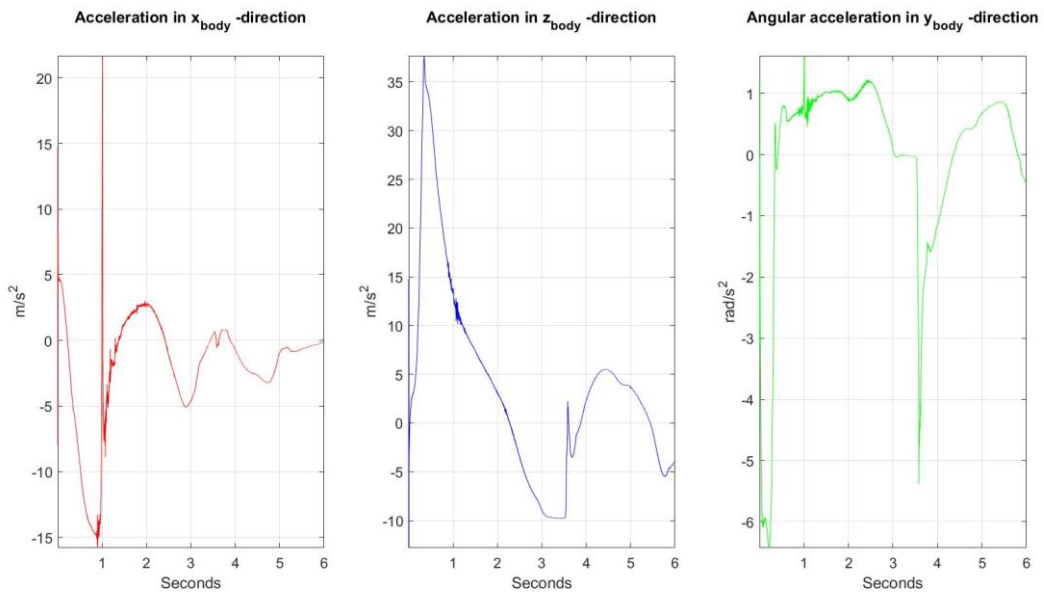 Acceleration in x_body -direction
20
15
10
5
0
-5
-10
-15
m/s²
1 2 3 4 5 6
Seconds
Acceleration in z_body -direction
35
30
25
20
15
10
5
0
-5
-10
m/s²
1 2 3 4 5 6
Seconds
Angular acceleration in y_body -direction
1
0
-1
-2
-3
-4
-5
-6
rad/s²
1 2 3 4 5 6
Seconds